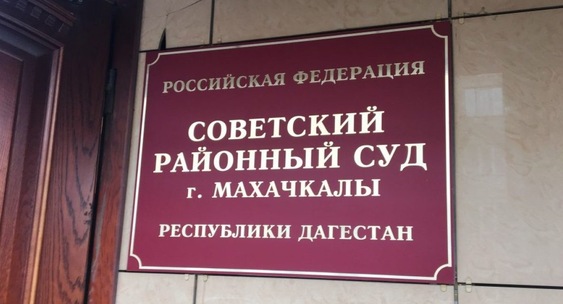 РОССИЙСКАЯ ФЕДЕРАЦИЯ
СОВЕТСКИЙ
РАЙОННЫЙ СУД
г. МАХАЧКАЛЫ
РЕСПУБЛИКИ ДАГЕСТАН